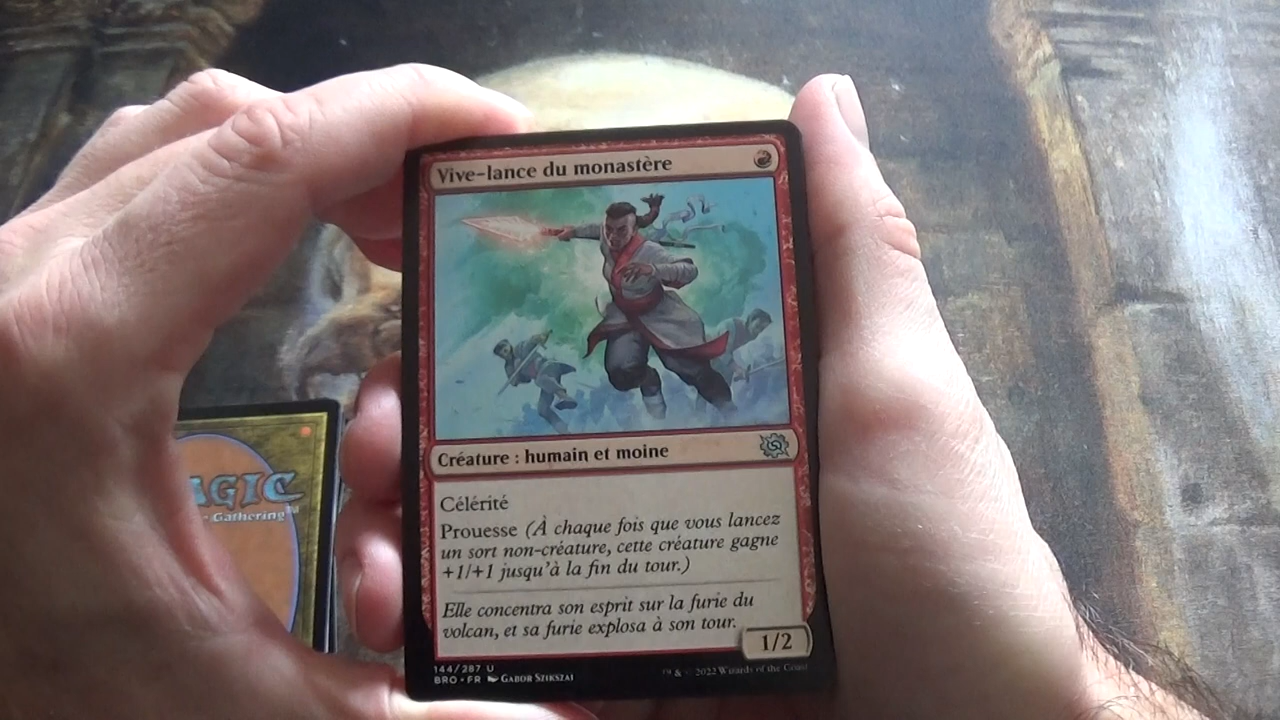 Vive-lance du monastère
Créature : humain et moine
Célérité
Prouesse (À chaque fois que vous lancez
un sort non-créature, cette créature gagne
+1/+1 jusqu'à la fin du tour.)
Elle concentra son esprit sur la furie du
volcan, et sa furie explosa à son tour.
1/2
144/287 U
BRO • FR GABOR SZIKSZAI
™ & © 2022 Wizards of the Coast
AGIC
Gathering